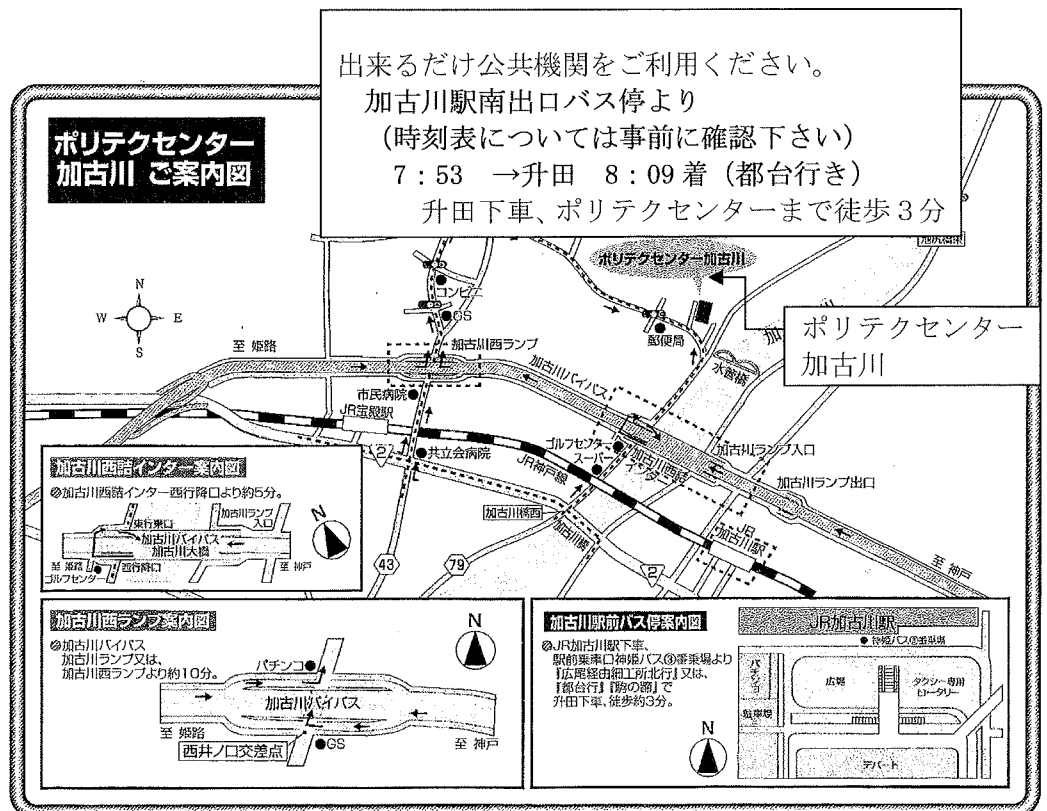 出来るだけ公共機関をご利用ください。
加古川駅南出口バス停より
(時刻表については事前に確認下さい)
7：53　→升田　8：09着（都台行き）
升田下車、ポリテクセンターまで徒歩3分
ポリテクセンター
加古川 ご案内図
ポリテクセンター加古川
ポリテクセンター
加古川
N
W
E
S
コンビニ
GS
郵便局
水管橋
至 姫路
加古川西ランプ
加古川バイパス
市民病院
JR宝殿駅
共立会病院
2
ゴルフセンター
スーパー
JR神戸線
加古川ランプ入口
加古川ランプ出口
加古川橋西
加古川橋
JR
加古川駅
43
79
2
至 神戸
加古川西詰インター案内図
加古川西詰インター西行降口より約5分。
加古川ランプ
入口
加古川バイパス
加古川大橋
至 姫路
西行降口
至 神戸
ゴルフセンター
N
加古川西ランプ案内図
加古川バイパス
加古川ランプ又は、
加古川西ランプより約10分。
パチンコ
加古川バイパス
至 姫路
西井ノ口交差点
GS
至 神戸
N
加古川駅前バス停案内図
JR加古川駅下車、
駅前乗車口神姫バス③番乗場より
『広尾経由細工所北行』又は、
『都台行』『駒の蹄』で
升田下車、徒歩約3分。
N
JR加古川駅
神姫バス③番乗場
パチンコ
広場
タクシー専用
ロータリー
駐車場
デパート